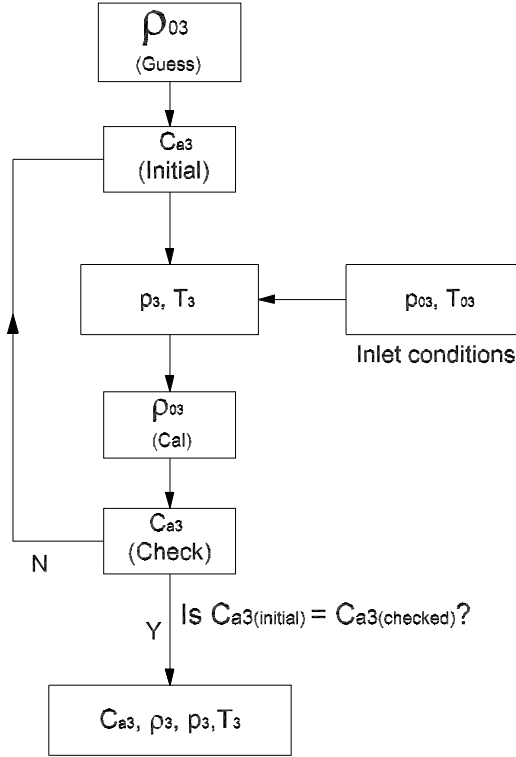 ρ03
(Guess)
Ca3
(Initial)
p3, T3
p03, T03
Inlet conditions
ρ03
(Cal)
Ca3
(Check)
N
Y
Is Ca3(initial) = Ca3(checked)?
Ca3, ρ3, p3,T3